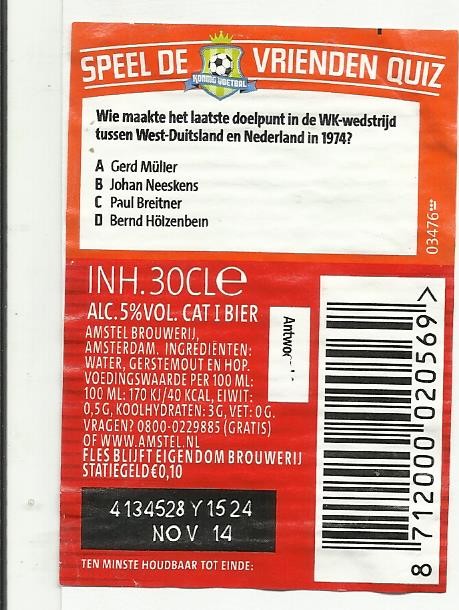 SPEEL DE VRIENDEN QUIZ
KONING VOETBAL
Wie maakte het laatste doelpunt in de WK-wedstrijd
tussen West-Duitsland en Nederland in 1974?
A Gerd Müller
B Johan Neeskens
C Paul Breitner
D Bernd Hölzenbein
03476
INH.30CLe
ALC.5%VOL. CAT I BIER
AMSTEL BROUWERIJ,
AMSTERDAM. INGREDIËNTEN:
WATER, GERSTEMOUT EN HOP.
VOEDINGSWAARDE PER 100 ML:
100 ML: 170 KJ/40 KCAL, EIWIT:
0,5G, KOOLHYDRATEN: 3G, VET: 0G.
VRAGEN? 0800-0229885 (GRATIS)
OF WWW.AMSTEL.NL
FLES BLIJFT EIGENDOM BROUWERIJ
STATIEGELD €0,10
4134528 Y 15 24
NOV 14
TEN MINSTE HOUDBAAR TOT EINDE:
8 712000 020569 >